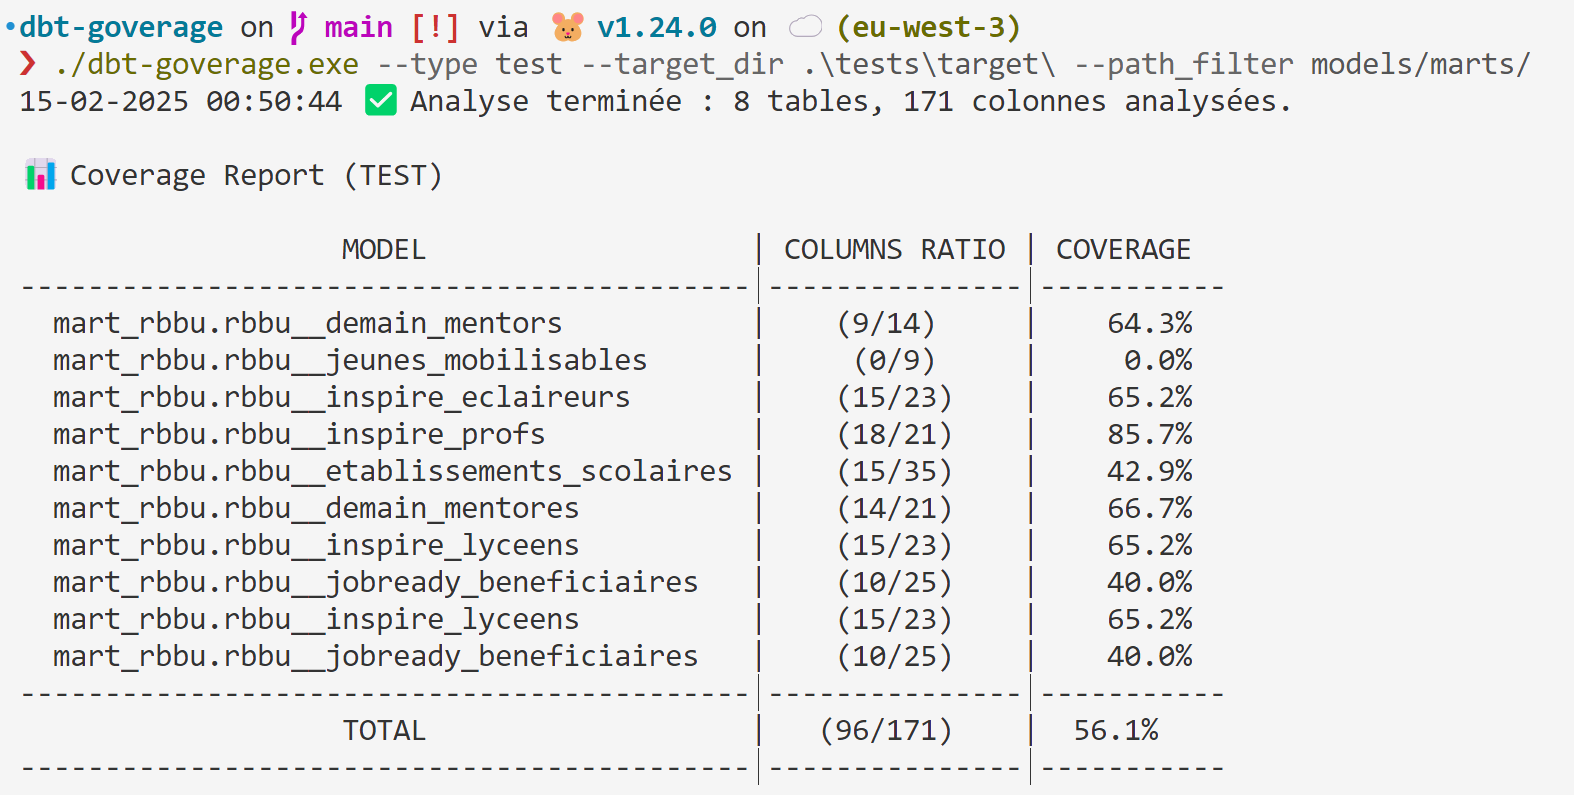 dbt-goverage on main [!] via v1.24.0 on (eu-west-3)
❯ ./dbt-goverage.exe --type test --target_dir .\tests\target\ --path_filter models/marts/
15-02-2025 00:50:44 ✅ Analyse terminée : 8 tables, 171 colonnes analysées.
📊 Coverage Report (TEST)
MODEL | COLUMNS RATIO | COVERAGE
-------------------------------------------|---------------|-----------
mart_rbbu.rbbu__demain_mentors | (9/14) | 64.3%
mart_rbbu.rbbu__jeunes_mobilisables | (0/9) | 0.0%
mart_rbbu.rbbu__inspire_eclaireurs | (15/23) | 65.2%
mart_rbbu.rbbu__inspire_profs | (18/21) | 85.7%
mart_rbbu.rbbu__etablissements_scolaires | (15/35) | 42.9%
mart_rbbu.rbbu__demain_mentores | (14/21) | 66.7%
mart_rbbu.rbbu__inspire_lyceens | (15/23) | 65.2%
mart_rbbu.rbbu__jobready_beneficiaires | (10/25) | 40.0%
mart_rbbu.rbbu__inspire_lyceens | (15/23) | 65.2%
mart_rbbu.rbbu__jobready_beneficiaires | (10/25) | 40.0%
-------------------------------------------|---------------|-----------
TOTAL | (96/171) | 56.1%
-------------------------------------------|---------------|-----------